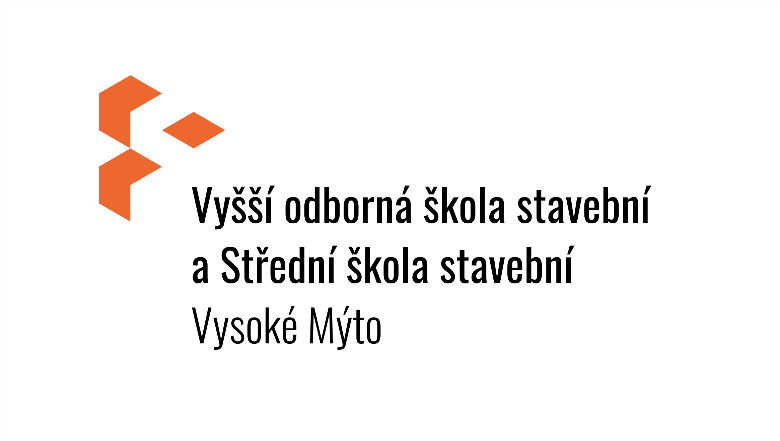 Vyšší odborná škola stavební
a Střední škola stavební
Vysoké Mýto